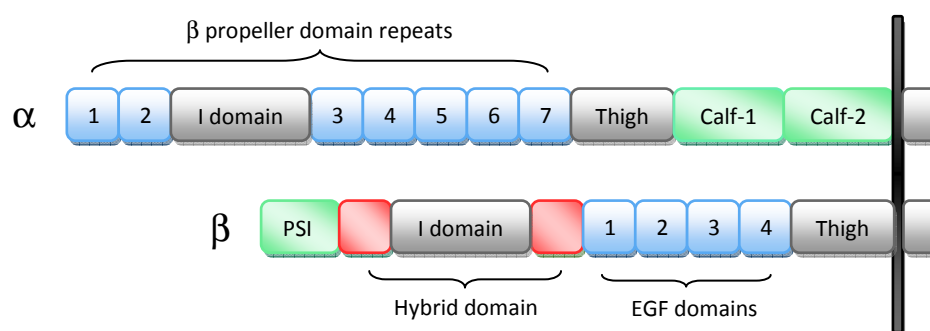 β propeller domain repeats
α 1 2 I domain 3 4 5 6 7 Thigh Calf-1 Calf-2
β PSI I domain 1 2 3 4 Thigh
Hybrid domain EGF domains